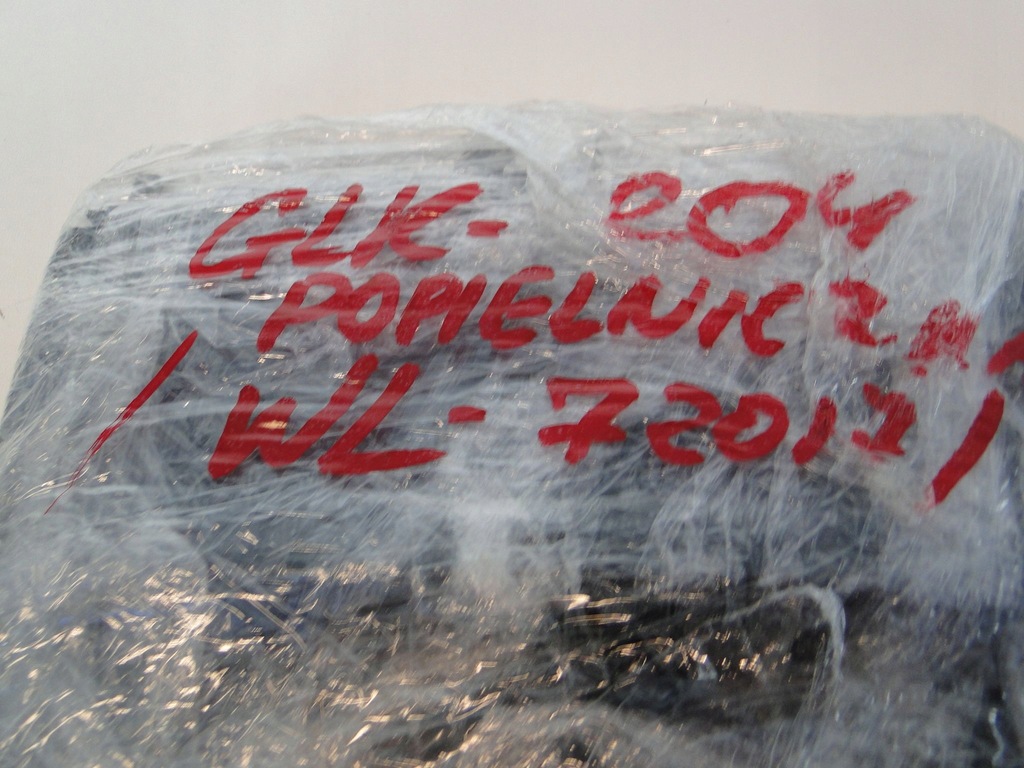 GLK- 204
POPIELNICZKA
/WL-72012/